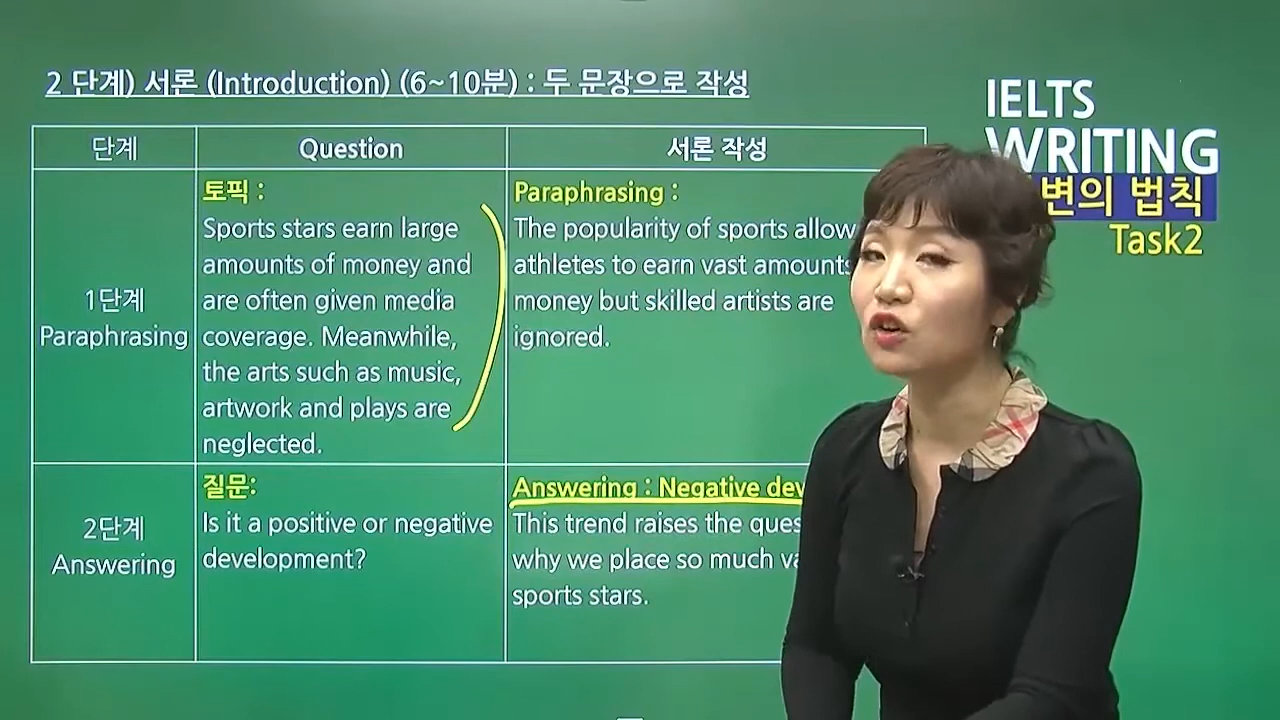 2 단계) 서론 (Introduction) (6~10분) : 두 문장으로 작성
IELTS
WRITING
변의 법칙
Task2
단계
Question
서론 작성
1단계
Paraphrasing
토픽 :
Sports stars earn large
amounts of money and
are often given media
coverage. Meanwhile,
the arts such as music,
artwork and plays are
neglected.
Paraphrasing :
The popularity of sports allow
athletes to earn vast amounts
money but skilled artists are
ignored.
2단계
Answering
질문:
Is it a positive or negative
development?
Answering : Negative
This trend raises the
why we place so much
sports stars.